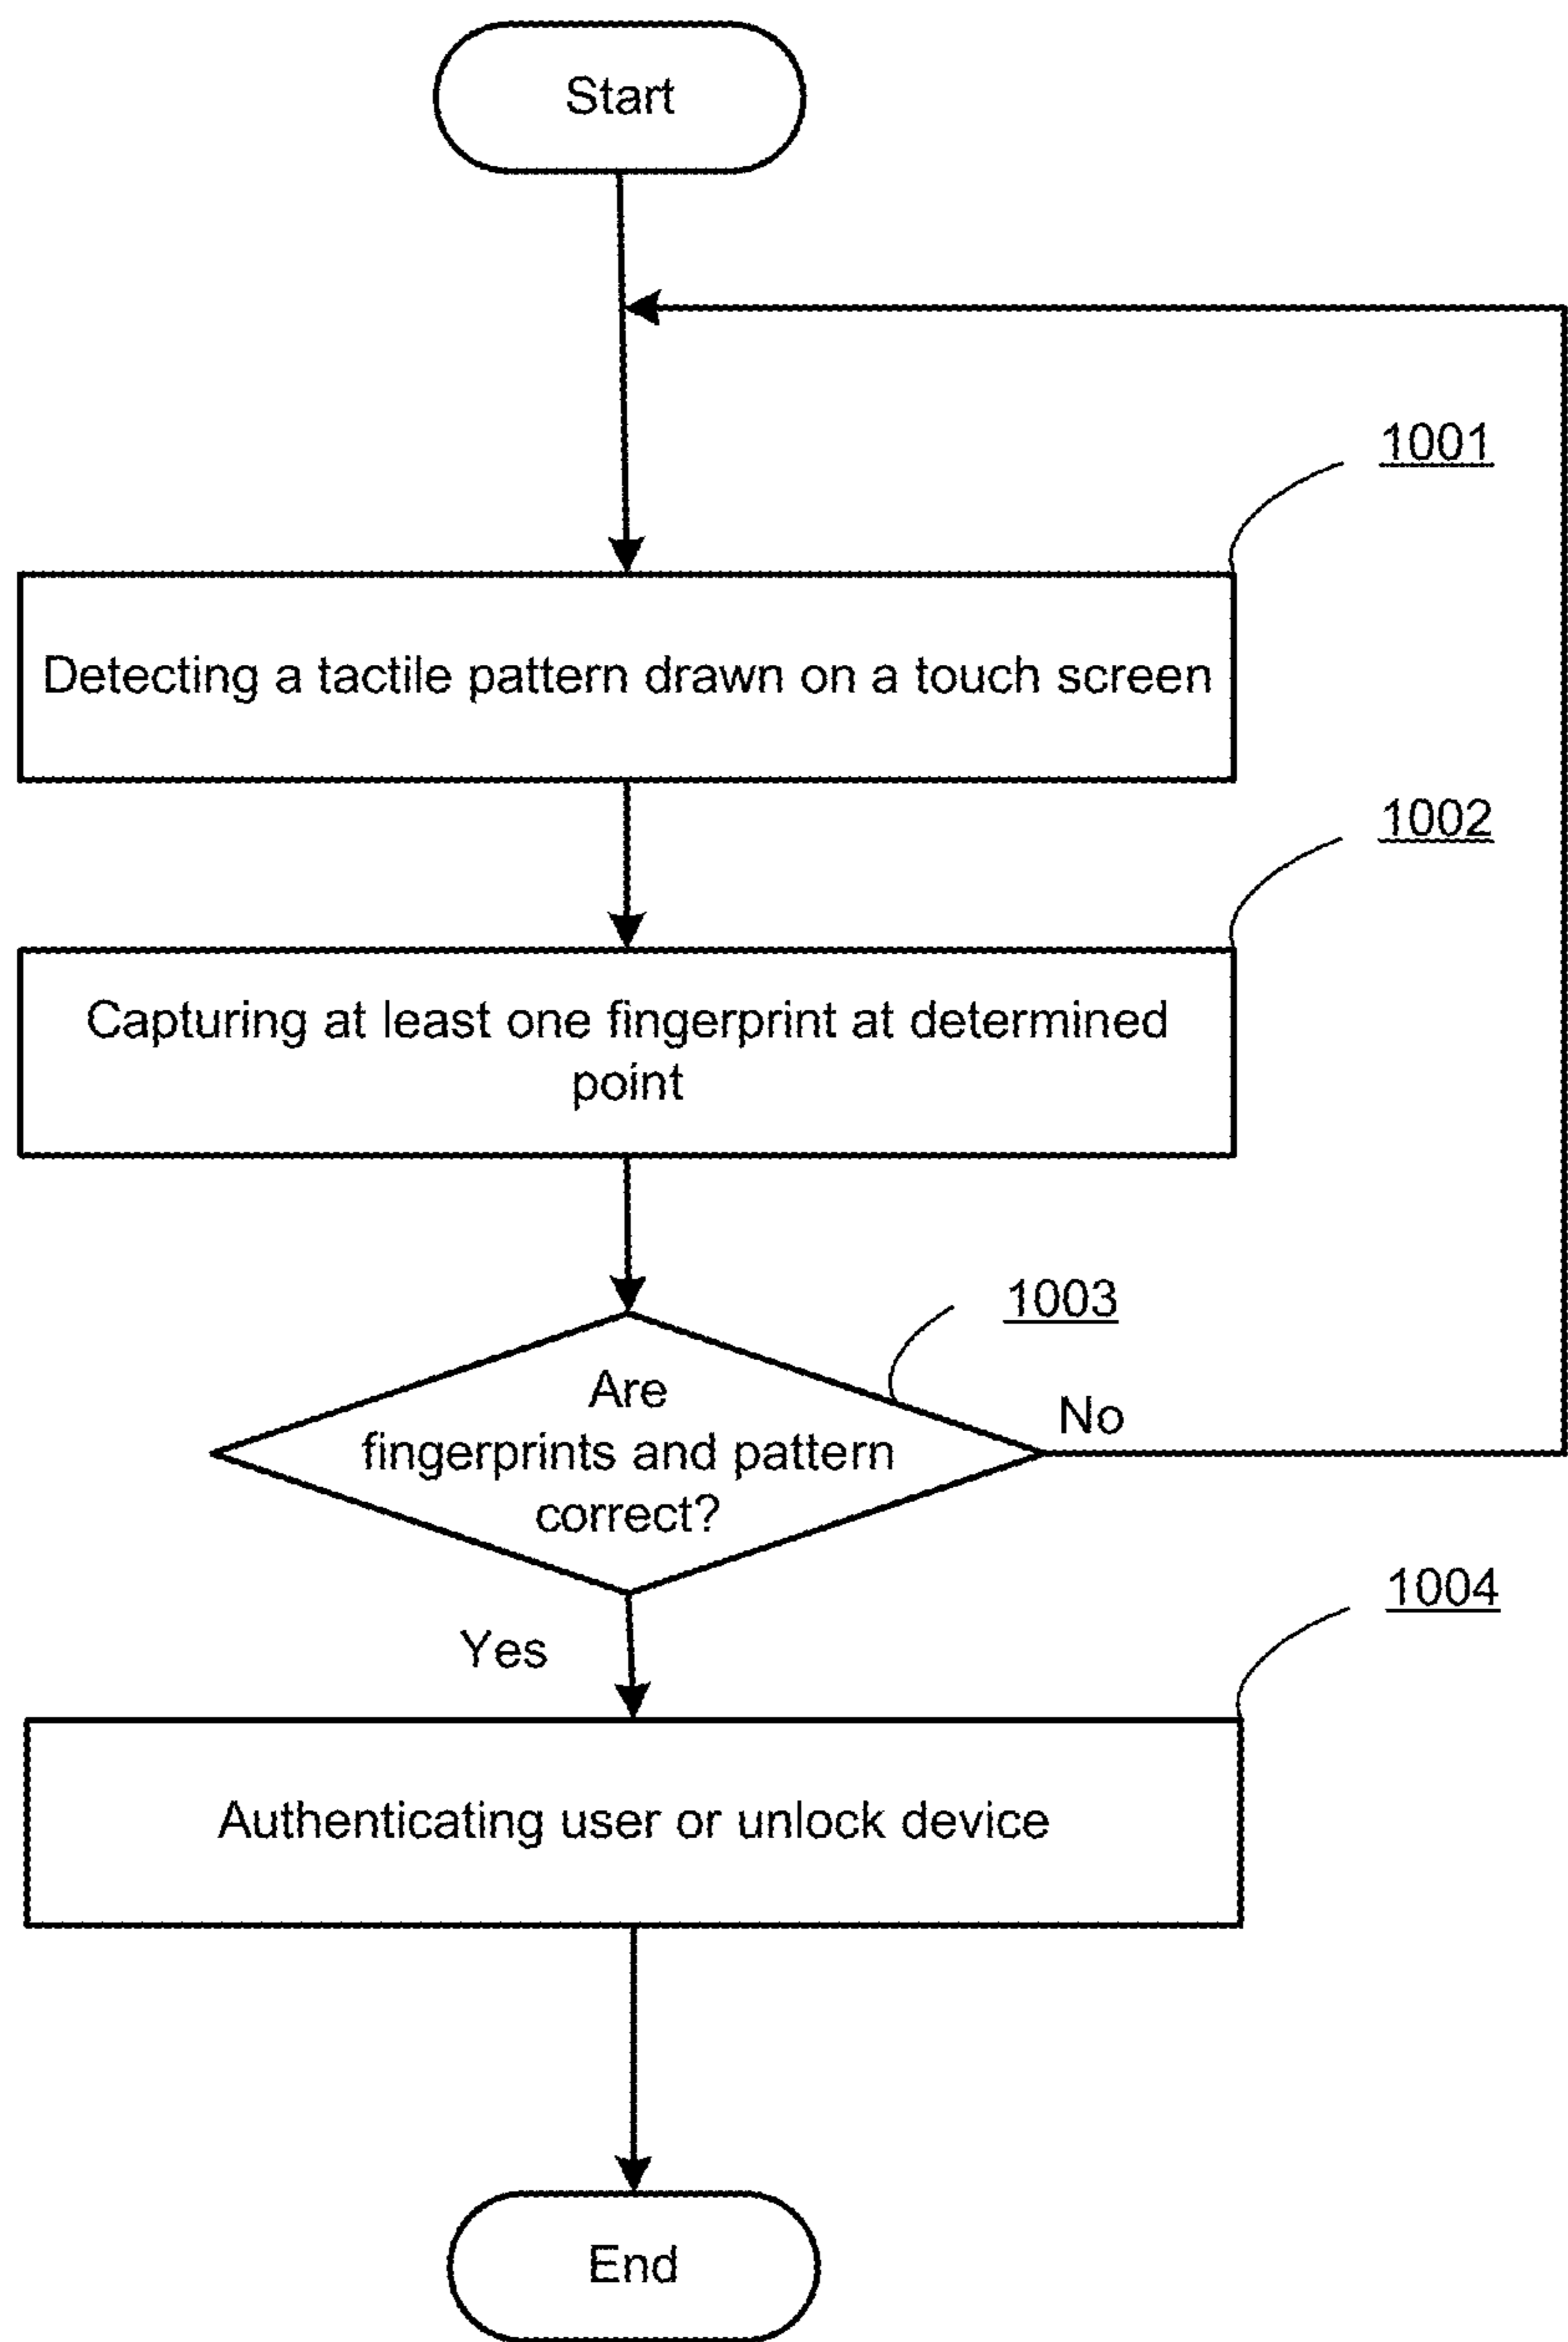 Start
1001
Detecting a tactile pattern drawn on a touch screen
1002
Capturing at least one fingerprint at determined
point
1003
Are
fingerprints and pattern
correct?
No
Yes
1004
Authenticating user or unlock device
End